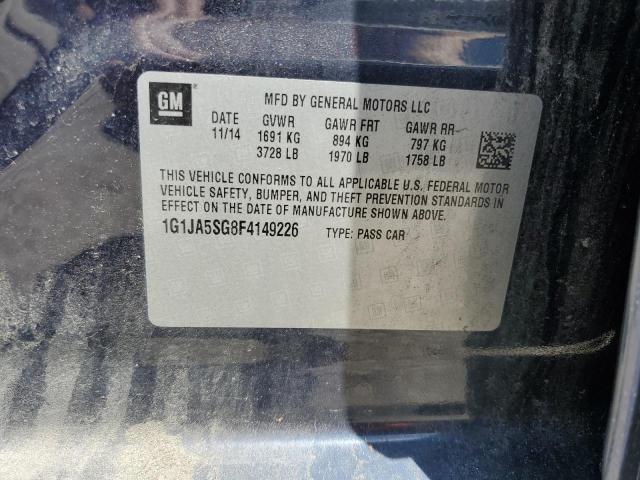 GM
MFD BY GENERAL MOTORS LLC
DATE GVWR GAWR FRT GAWR RR
11/14 1691 KG 894 KG 797 KG
3728 LB 1970 LB 1758 LB
THIS VEHICLE CONFORMS TO ALL APPLICABLE U.S. FEDERAL MOTOR
VEHICLE SAFETY, BUMPER, AND THEFT PREVENTION STANDARDS IN
EFFECT ON THE DATE OF MANUFACTURE SHOWN ABOVE.
1G1JA5SG8F4149226 TYPE: PASS CAR